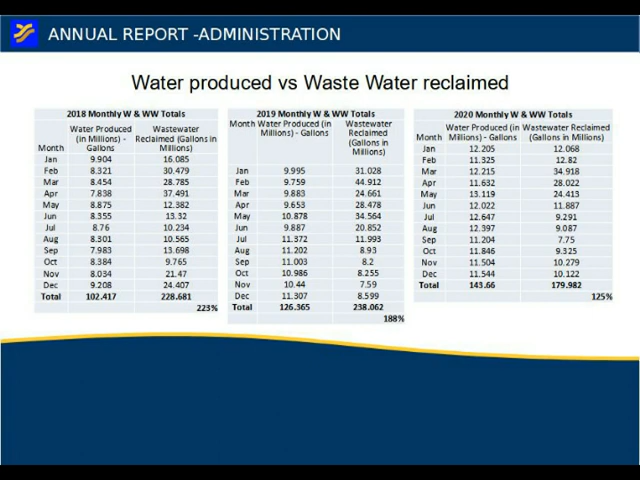 ANNUAL REPORT -ADMINISTRATION
Water produced vs Waste Water reclaimed
2018 Monthly W & WW Totals
Month Water Produced (in Millions) - Gallons Wastewater Reclaimed (Gallons in Millions)
Jan 9.904 16.085
Feb 8.321 30.479
Mar 8.454 28.785
Apr 7.838 37.491
May 8.875 12.382
Jun 8.355 13.32
Jul 8.76 10.234
Aug 8.301 10.565
Sep 7.983 13.698
Oct 8.384 9.765
Nov 8.034 21.47
Dec 9.208 24.407
Total 102.417 228.681
223%
2019 Monthly W & WW Totals
Month Water Produced (in Millions) - Gallons Wastewater Reclaimed (Gallons in Millions)
Jan 9.995 31.028
Feb 9.759 44.912
Mar 9.883 24.661
Apr 9.653 28.478
May 10.878 34.564
Jun 9.887 20.852
Jul 11.372 11.993
Aug 11.202 8.93
Sep 11.003 8.2
Oct 10.986 8.255
Nov 10.44 7.59
Dec 11.307 8.599
Total 126.365 238.062
188%
2020 Monthly W & WW Totals
Month Water Produced (in Millions) - Gallons Wastewater Reclaimed (Gallons in Millions)
Jan 12.205 12.068
Feb 11.325 12.82
Mar 12.215 34.918
Apr 11.632 28.022
May 13.119 24.413
Jun 12.022 11.887
Jul 12.647 9.291
Aug 12.397 9.087
Sep 11.204 7.75
Oct 11.846 9.325
Nov 11.504 10.279
Dec 11.544 10.122
Total 143.66 179.982
125%